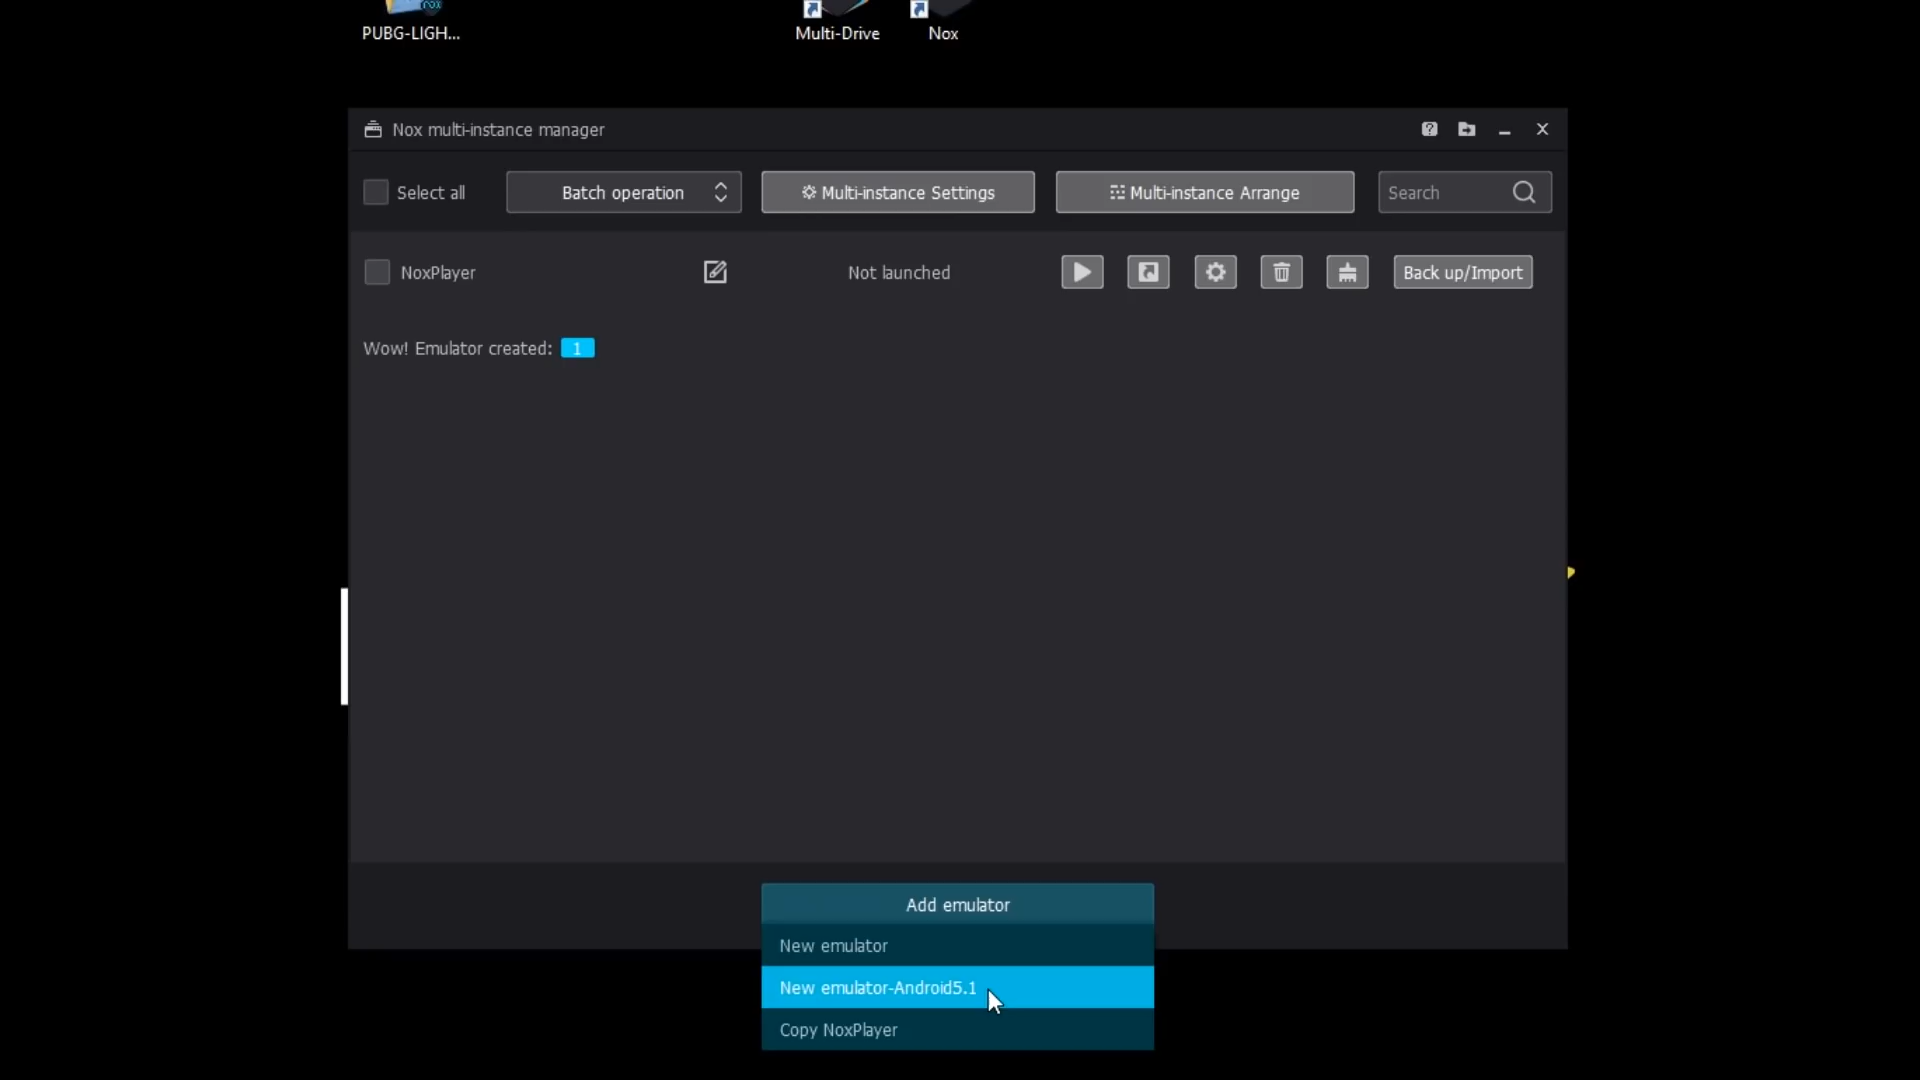 PUBG-LIGH...
Multi-Drive
Nox
Nox multi-instance manager
Select all
Batch operation
Multi-instance Settings
Multi-instance Arrange
Search
NoxPlayer
Not launched
Back up/Import
Wow! Emulator created: 1
Add emulator
New emulator
New emulator-Android5.1
Copy NoxPlayer